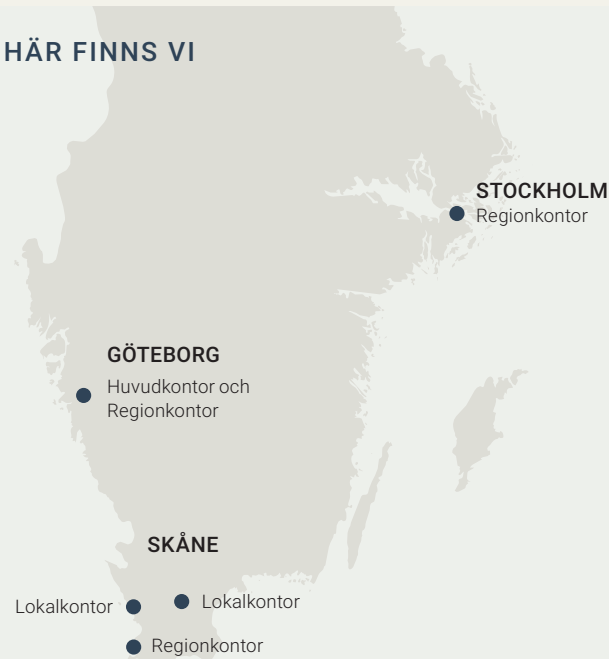 HÄR FINNS VI
STOCKHOLM
Regionkontor
GÖTEBORG
Huvudkontor och
Regionkontor
SKÅNE
Lokalkontor
Lokalkontor
Regionkontor